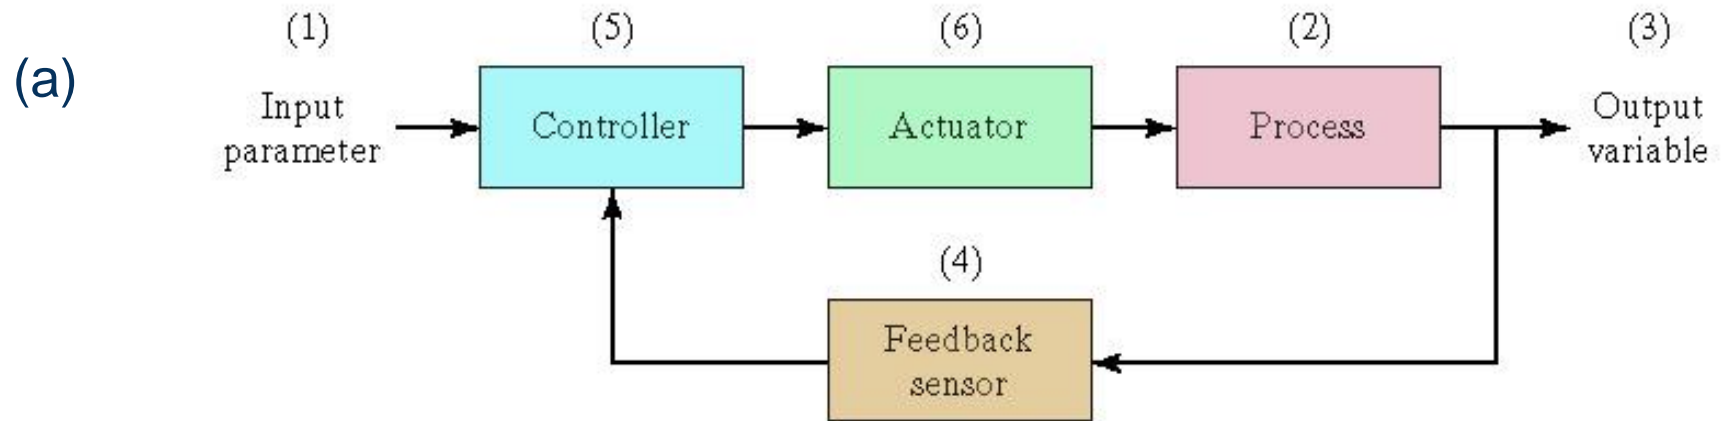 (1)
(5)
(6)
(2)
(3)
(a)
Input
parameter
Controller
Actuator
Process
Output
variable
(4)
Feedback
sensor